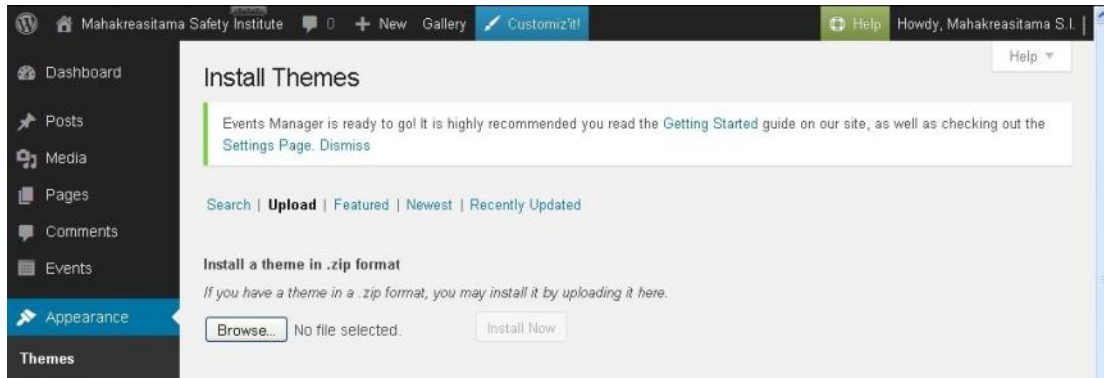 Mahakreasitama Safety Institute 0 + New Gallery Customiz'it! Help Howdy, Mahakreasitama S.I.
Help
Dashboard
Install Themes
Posts
Events Manager is ready to go! It is highly recommended you read the Getting Started guide on our site, as well as checking out the
Settings Page. Dismiss
Media
Pages
Search | Upload | Featured | Newest | Recently Updated
Comments
Events
Install a theme in .zip format
If you have a theme in a .zip format, you may install it by uploading it here.
Appearance
Browse... No file selected. Install Now
Themes